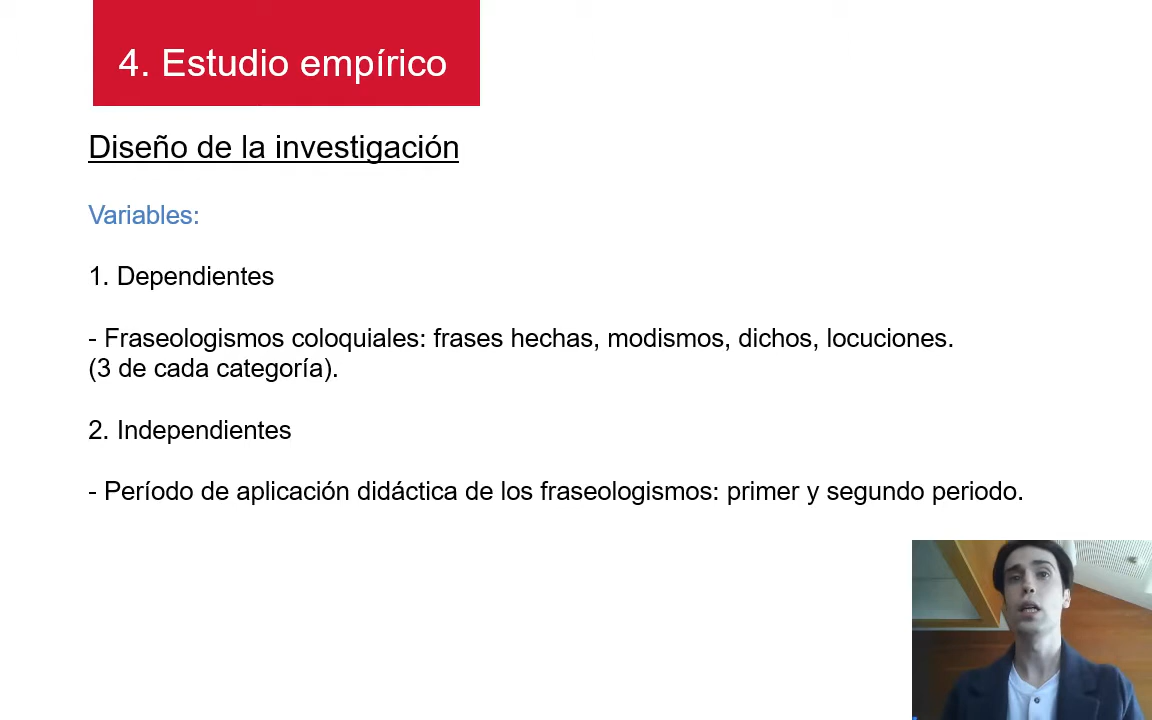 4. Estudio empírico
Diseño de la investigación
Variables:
1. Dependientes
- Fraseologismos coloquiales: frases hechas, modismos, dichos, locuciones.
(3 de cada categoría).
2. Independientes
- Período de aplicación didáctica de los fraseologismos: primer y segundo periodo.